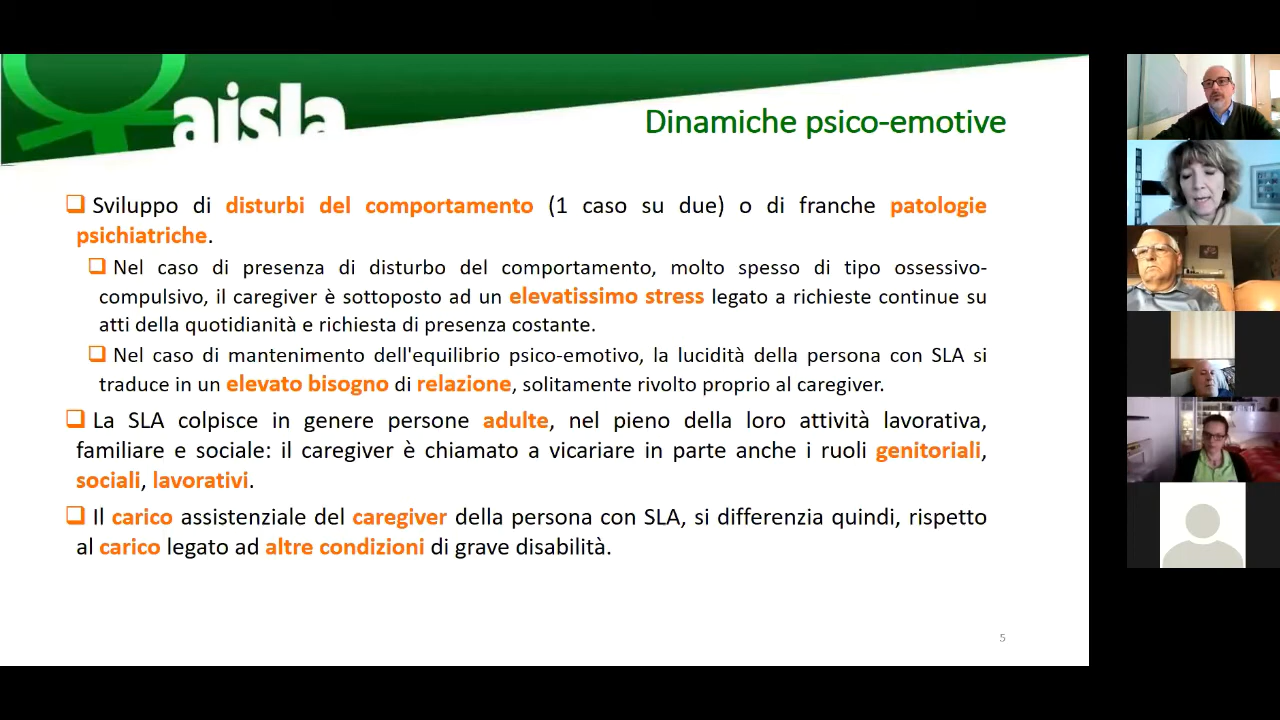 aisla
Dinamiche psico-emotive
❑ Sviluppo di disturbi del comportamento (1 caso su due) o di franche patologie
psichiatriche.
❑ Nel caso di presenza di disturbo del comportamento, molto spesso di tipo ossessivo-
compulsivo, il caregiver è sottoposto ad un elevatissimo stress legato a richieste continue su
atti della quotidianità e richiesta di presenza costante.
❑ Nel caso di mantenimento dell'equilibrio psico-emotivo, la lucidità della persona con SLA si
traduce in un elevato bisogno di relazione, solitamente rivolto proprio al caregiver.
❑ La SLA colpisce in genere persone adulte, nel pieno della loro attività lavorativa,
familiare e sociale: il caregiver è chiamato a vicariare in parte anche i ruoli genitoriali,
sociali, lavorativi.
❑ Il carico assistenziale del caregiver della persona con SLA, si differenzia quindi, rispetto
al carico legato ad altre condizioni di grave disabilità.
5